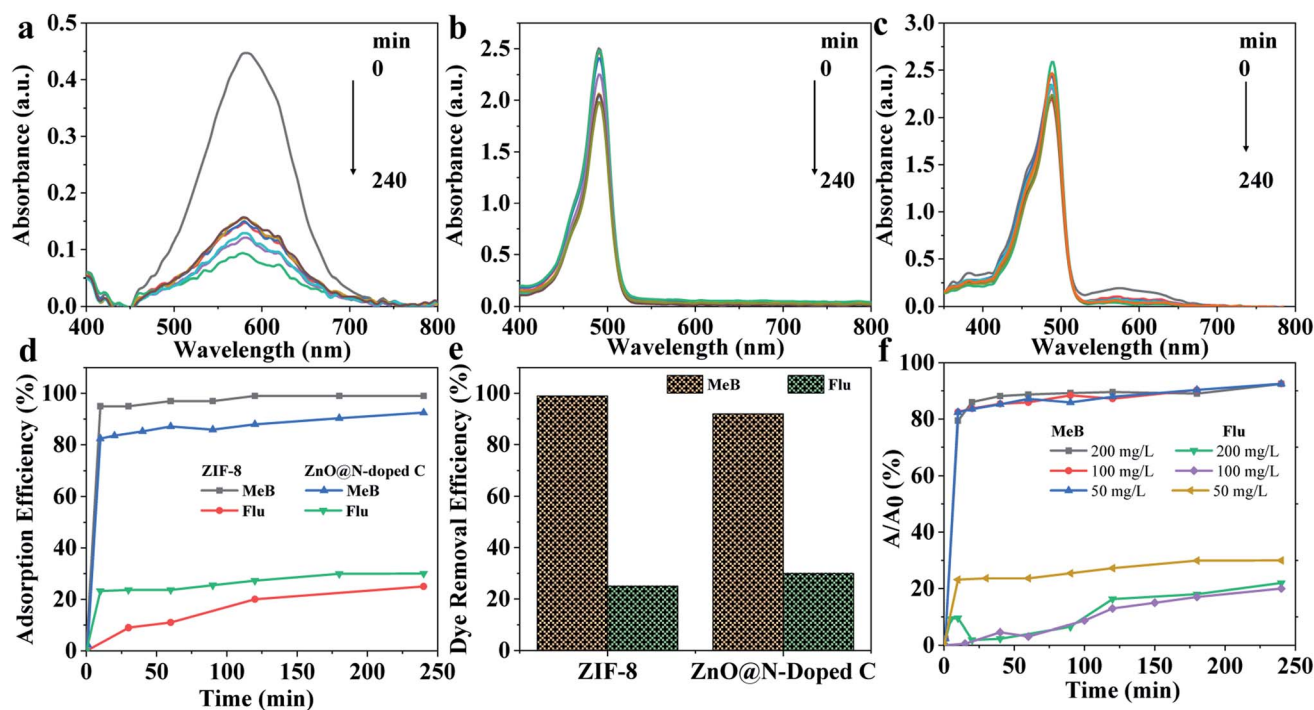 a
min
0
240
0.5
0.4
0.3
0.2
0.1
0.0
400 500 600 700 800
Absorbance (a.u.)
Wavelength (nm)
b
min
0
240
2.5
2.0
1.5
1.0
0.5
0.0
400 500 600 700 800
Absorbance (a.u.)
Wavelength (nm)
c
min
0
240
3.0
2.5
2.0
1.5
1.0
0.5
0.0
400 500 600 700 800
Absorbance (a.u.)
Wavelength (nm)
d
100
80
60
40
20
0
ZIF-8 ZnO@N-doped C
MeB MeB
Flu Flu
0 50 100 150 200 250
Adsorption Efficiency (%)
Time (min)
e
MeB Flu
100
80
60
40
20
0
ZIF-8 ZnO@N-Doped C
Dye Removal Efficiency (%)
f
100
80
60
40
20
0
MeB Flu
200 mg/L 200 mg/L
100 mg/L 100 mg/L
50 mg/L 50 mg/L
0 50 100 150 200 250
A/A0 (%)
Time (min)